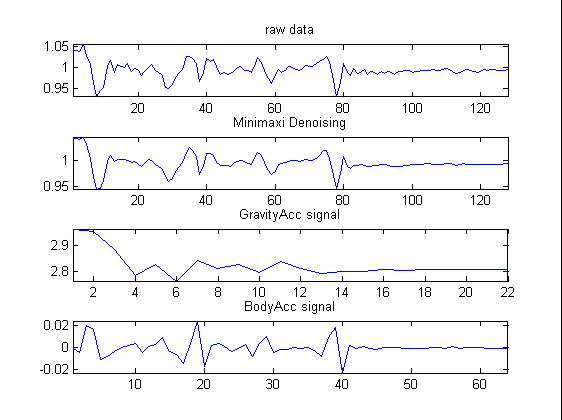 raw data
1.05
1
0.95
20 40 60 80 100 120
Minimaxi Denoising
1
0.95
20 40 60 80 100 120
GravityAcc signal
2.9
2.8
2 4 6 8 10 12 14 16 18 20 22
BodyAcc signal
0.02
0
-0.02
10 20 30 40 50 60